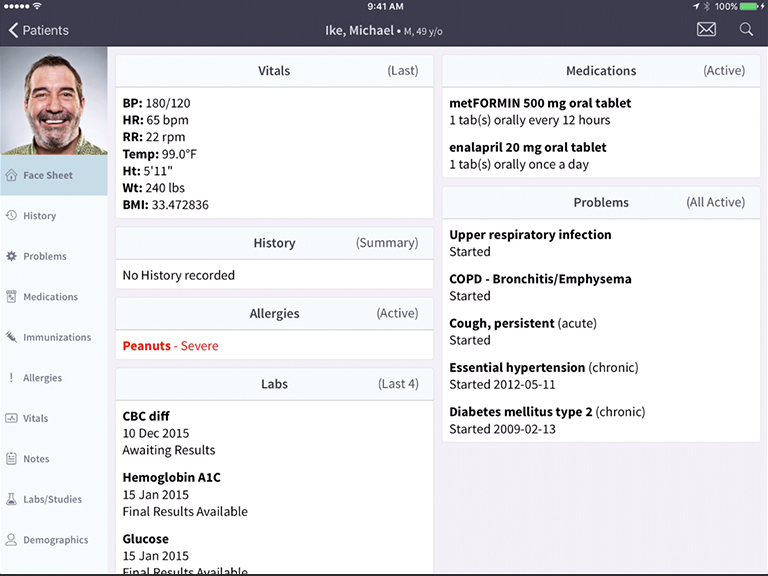 9:41 AM
100%
Patients
Ike, Michael • M, 49 y/o
Face Sheet
History
Problems
Medications
Immunizations
Allergies
Vitals
Notes
Labs/Studies
Demographics
Vitals (Last)
BP: 180/120
HR: 65 bpm
RR: 22 rpm
Temp: 99.0°F
Ht: 5'11"
Wt: 240 lbs
BMI: 33.472836
History (Summary)
No History recorded
Allergies (Active)
Peanuts - Severe
Labs (Last 4)
CBC diff
10 Dec 2015
Awaiting Results
Hemoglobin A1C
15 Jan 2015
Final Results Available
Glucose
15 Jan 2015
Final Results Available
Medications (Active)
metFORMIN 500 mg oral tablet
1 tab(s) orally every 12 hours
enalapril 20 mg oral tablet
1 tab(s) orally once a day
Problems (All Active)
Upper respiratory infection
Started
COPD - Bronchitis/Emphysema
Started
Cough, persistent (acute)
Started
Essential hypertension (chronic)
Started 2012-05-11
Diabetes mellitus type 2 (chronic)
Started 2009-02-13